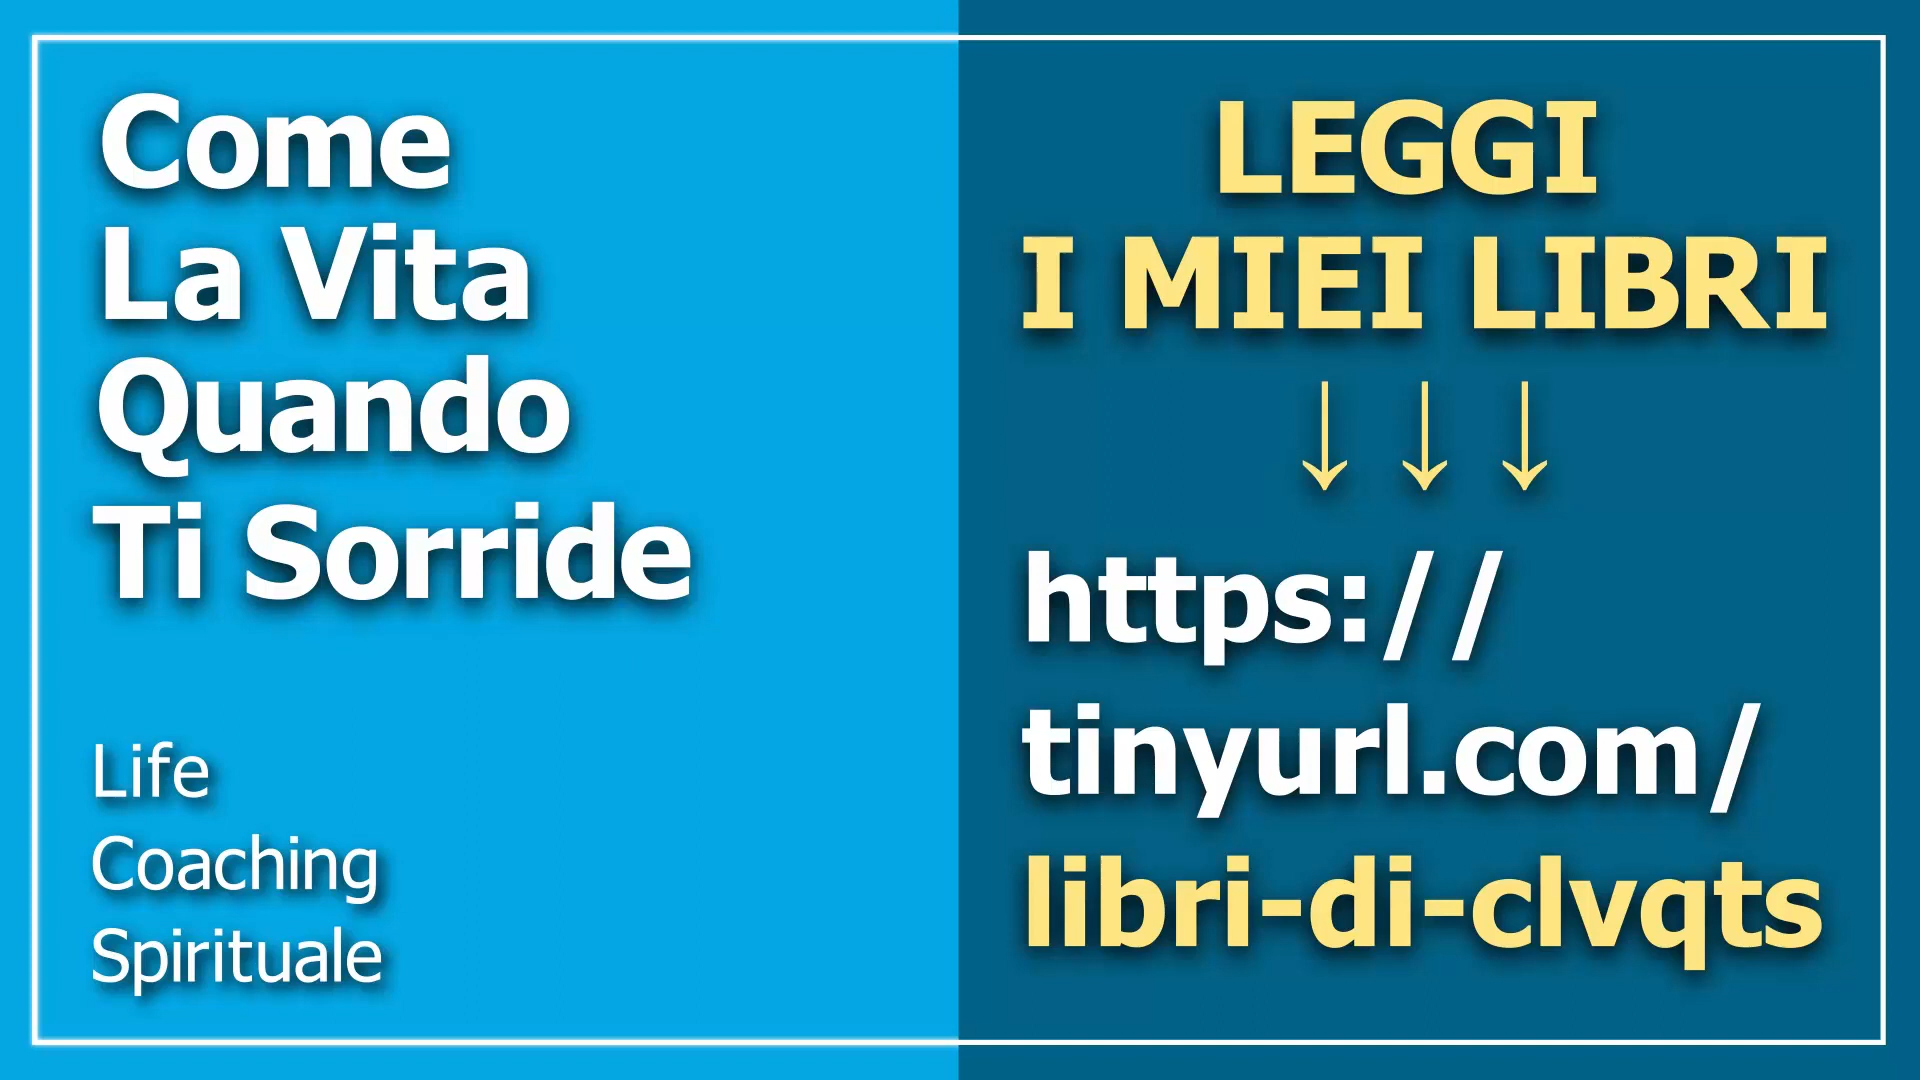 Come
La Vita
Quando
Ti Sorride
Life
Coaching
Spirituale
LEGGI
I MIEI LIBRI
↓ ↓ ↓
https://
tinyurl.com/
libri-di-clvqts